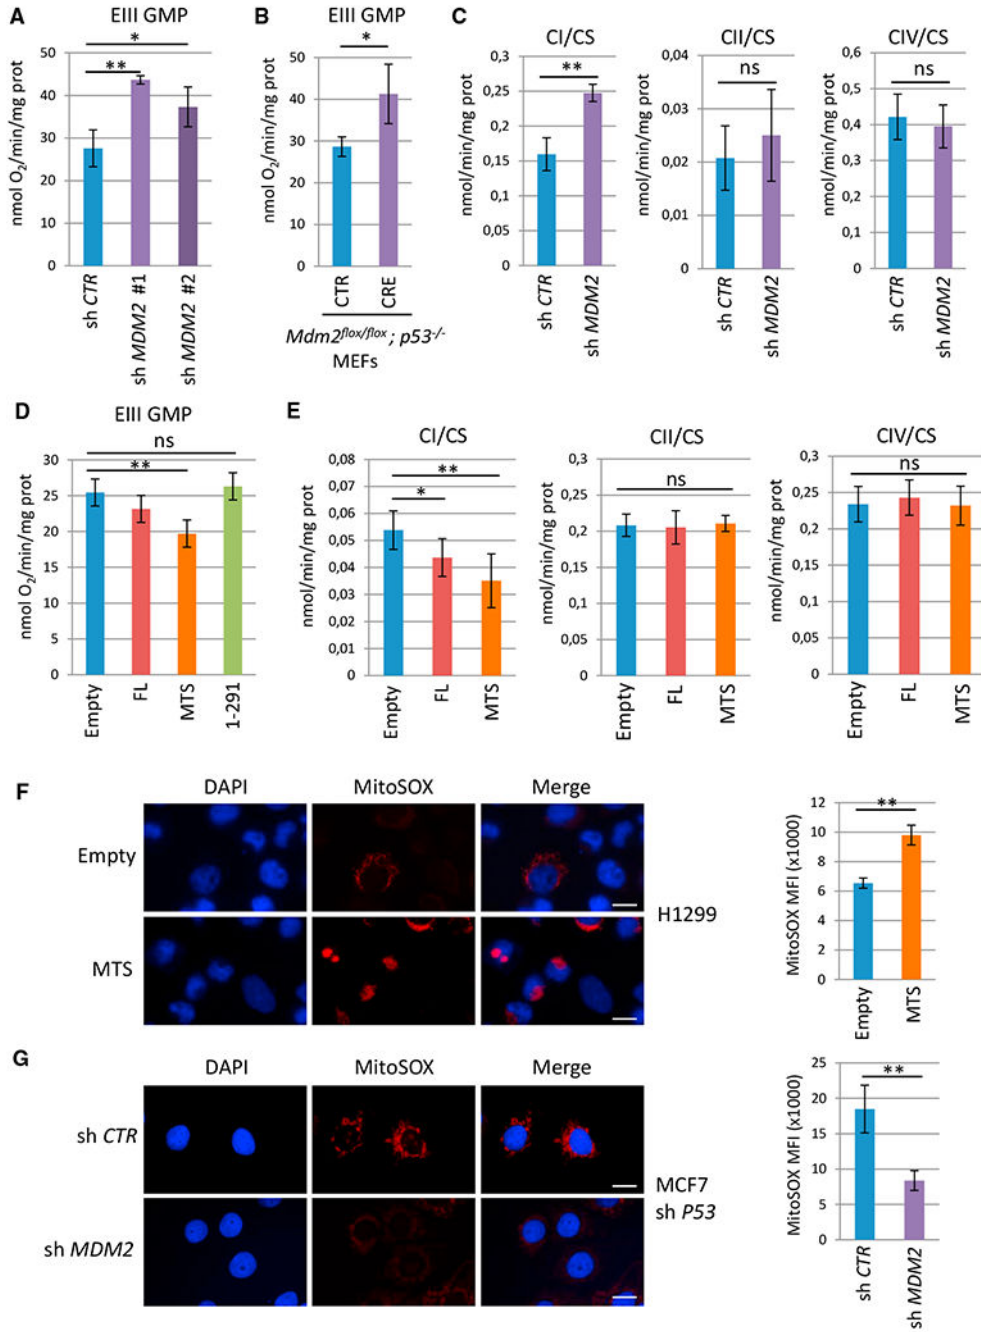 A
EIII GMP
nmol O2/min/mg prot
50
40
30
20
10
0
*
**
sh CTR
sh MDM2 #1
sh MDM2 #2
B
EIII GMP
nmol O2/min/mg prot
50
40
30
20
10
0
*
CTR
CRE
Mdm2flox/flox ; p53-/-
MEFs
C
CI/CS
nmol/min/mg prot
0,3
0,25
0,2
0,15
0,1
0,05
0
**
sh CTR
sh MDM2
CII/CS
nmol/min/mg prot
0,04
0,03
0,02
0,01
0
ns
sh CTR
sh MDM2
CIV/CS
nmol/min/mg prot
0,6
0,5
0,4
0,3
0,2
0,1
0
ns
sh CTR
sh MDM2
D
EIII GMP
nmol O2/min/mg prot
30
25
20
15
10
5
0
ns
**
Empty
FL
MTS
1-291
E
CI/CS
nmol/min/mg prot
0,08
0,07
0,06
0,05
0,04
0,03
0,02
0,01
0
**
*
Empty
FL
MTS
CII/CS
nmol/min/mg prot
0,3
0,25
0,2
0,15
0,1
0,05
0
ns
Empty
FL
MTS
CIV/CS
nmol/min/mg prot
0,3
0,25
0,2
0,15
0,1
0,05
0
ns
Empty
FL
MTS
F
DAPI
MitoSOX
Merge
Empty
MTS
H1299
MitoSOX MFI (x1000)
12
10
8
6
4
2
0
**
Empty
MTS
G
DAPI
MitoSOX
Merge
sh CTR
sh MDM2
MCF7
sh P53
MitoSOX MFI (x1000)
25
20
15
10
5
0
**
sh CTR
sh MDM2